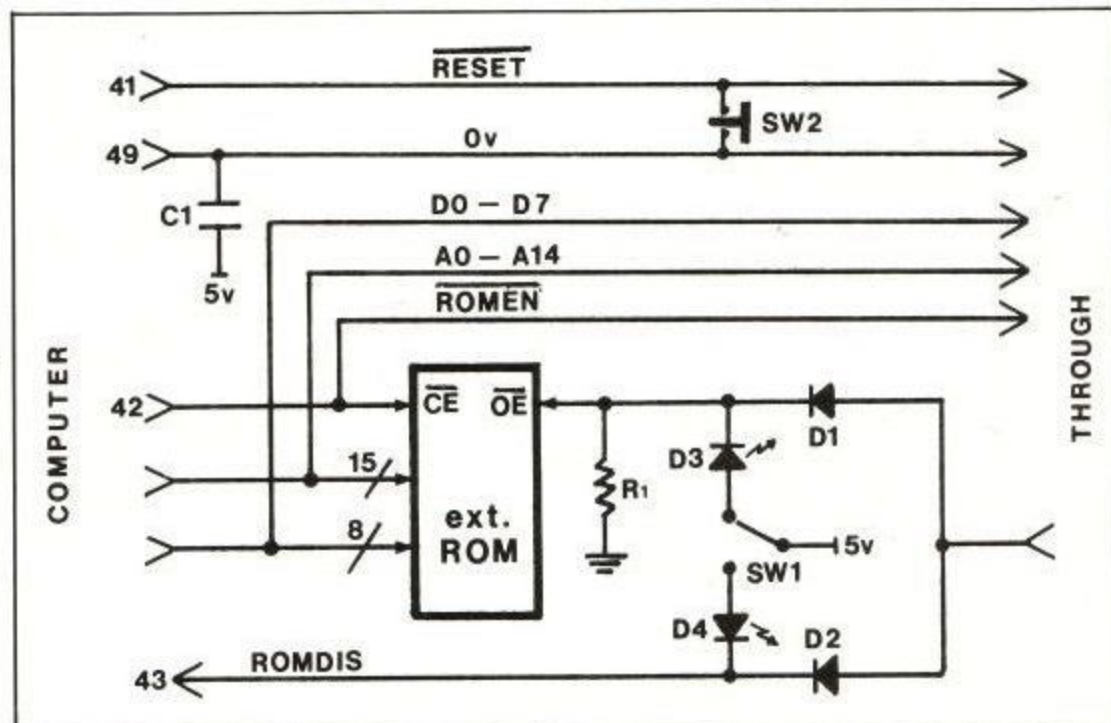 41
RESET
SW2
49
0v
C1
5v
D0 – D7
A0 – A14
ROMEN
COMPUTER
THROUGH
42
CE
OE
D1
D3
15
R1
8
ext.
ROM
5v
SW1
D4
D2
43
ROMDIS